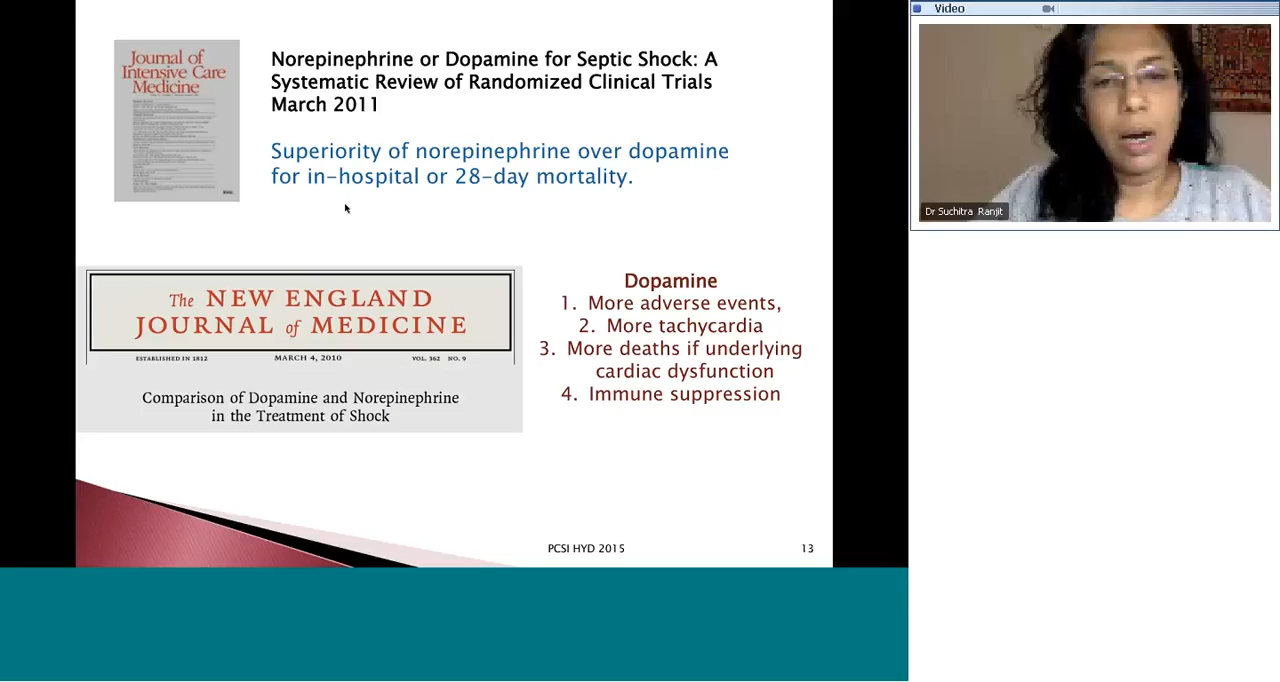 Video
Journal of
Intensive Care
Medicine
Norepinephrine or Dopamine for Septic Shock: A
Systematic Review of Randomized Clinical Trials
March 2011
Superiority of norepinephrine over dopamine
for in-hospital or 28-day mortality.
Dr Suchitra Ranjit
The NEW ENGLAND
JOURNAL of MEDICINE
ESTABLISHED IN 1812
MARCH 4, 2010
VOL. 362 NO. 9
Comparison of Dopamine and Norepinephrine
in the Treatment of Shock
Dopamine
1. More adverse events,
2. More tachycardia
3. More deaths if underlying
cardiac dysfunction
4. Immune suppression
PCSI HYD 2015
13